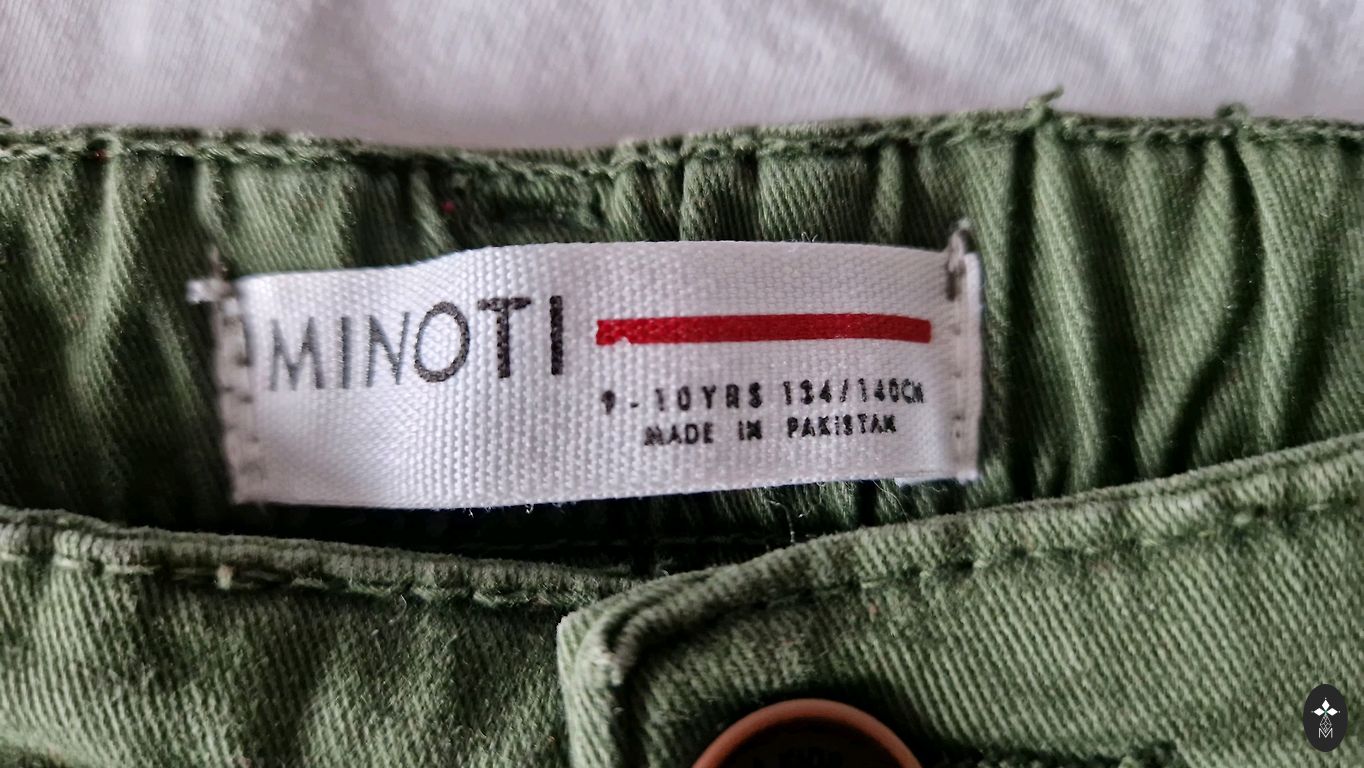 MINOTI
9-10YRS 134/140CM
MADE IN PAKISTAN